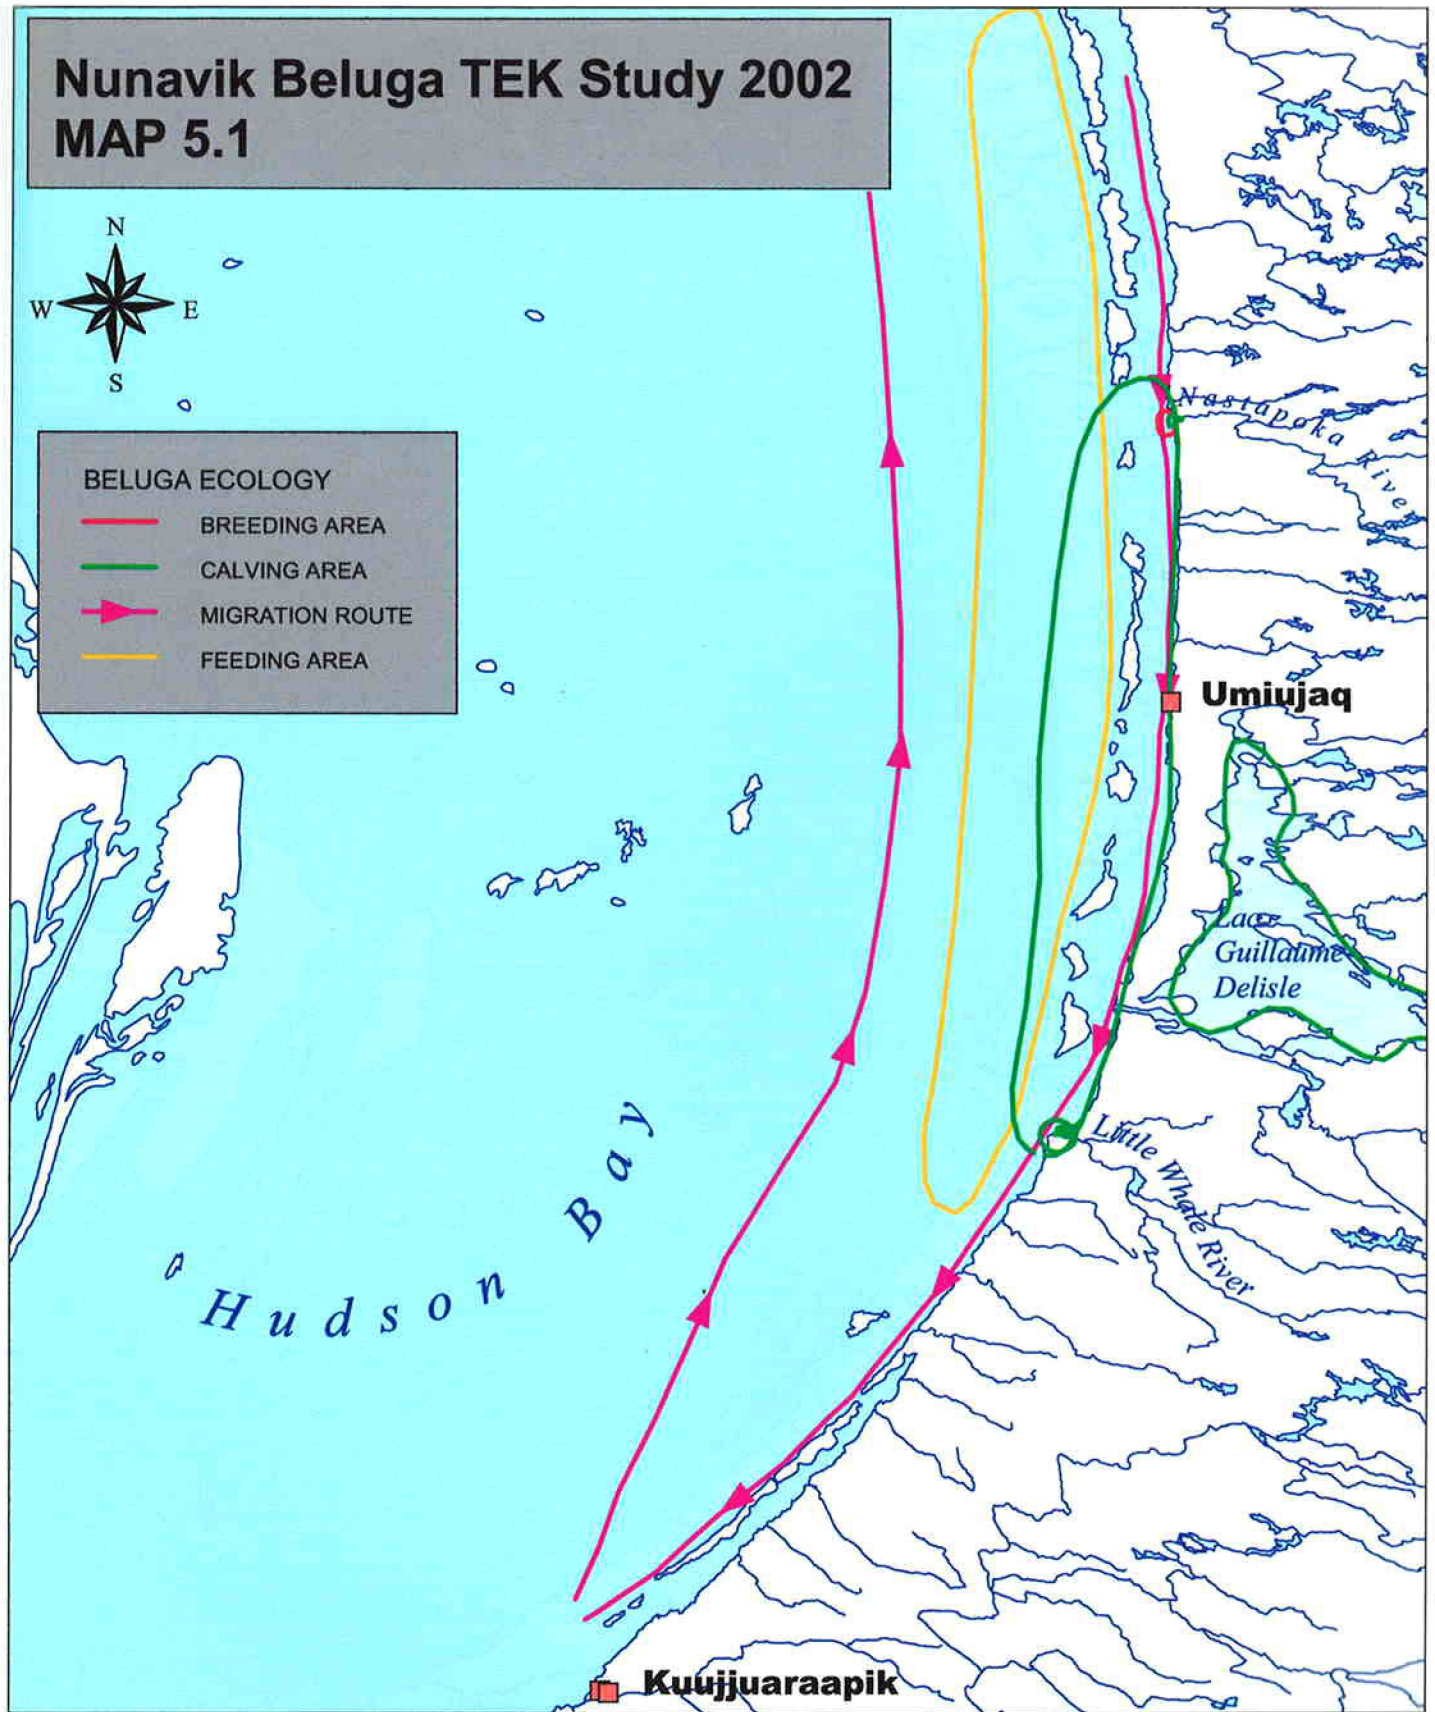 Nunavik Beluga TEK Study 2002
MAP 5.1
N
W E
S
BELUGA ECOLOGY
BREEDING AREA
CALVING AREA
MIGRATION ROUTE
FEEDING AREA
Nastapoka River
Umiujaq
Lac
Guillaume
Delisle
Little Whale River
Hudson Bay
Kuujjuaraapik